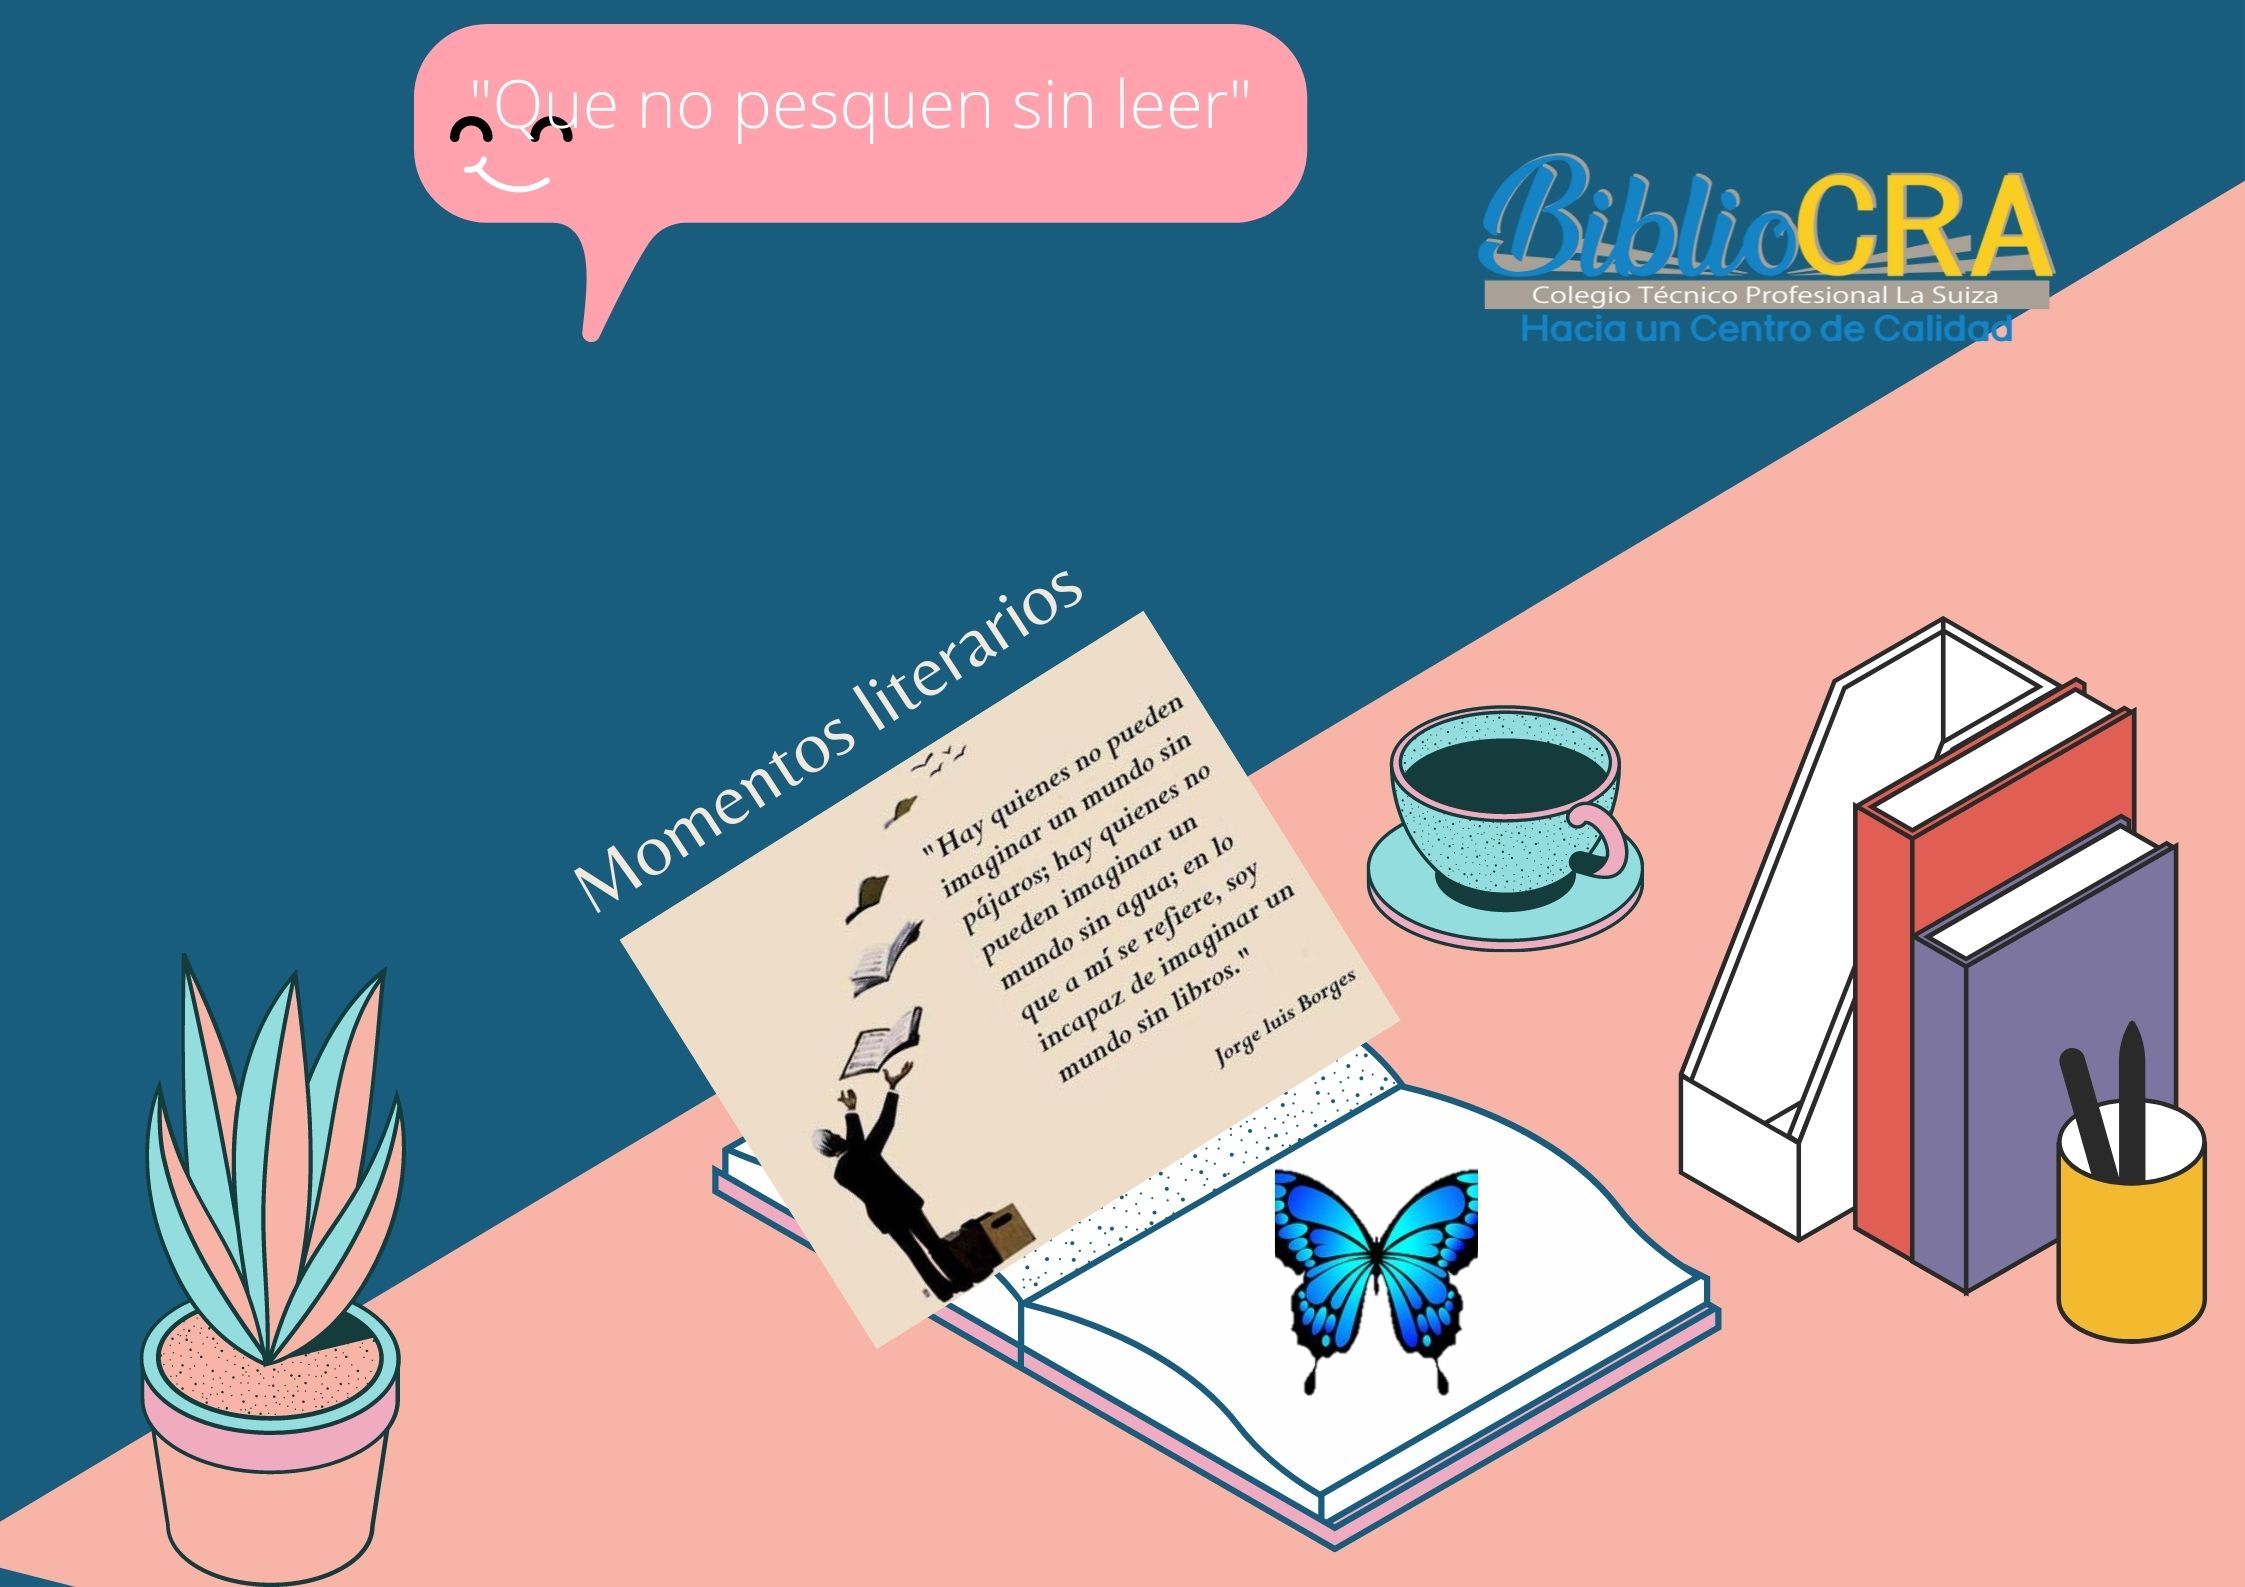 "Que no pesquen sin leer"
BiblioCRA
Colegio Técnico Profesional La Suiza
Hacia un Centro de Calidad
Momentos literarios
"Hay quienes no pueden
imaginar un mundo sin
pájaros; hay quienes no
pueden imaginar un
mundo sin agua; en lo
que a mí se refiere, soy
incapaz de imaginar un
mundo sin libros."
Jorge luis Borges